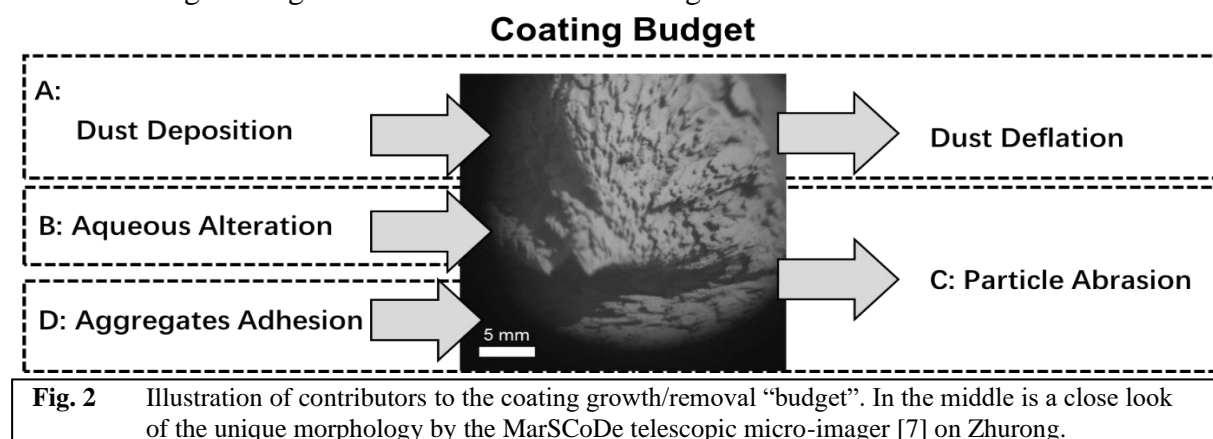 Coating Budget
A:
Dust Deposition
Dust Deflation
B: Aqueous Alteration
C: Particle Abrasion
D: Aggregates Adhesion
5 mm
Fig. 2 Illustration of contributors to the coating growth/removal “budget”. In the middle is a close look
of the unique morphology by the MarSCoDe telescopic micro-imager [7] on Zhurong.